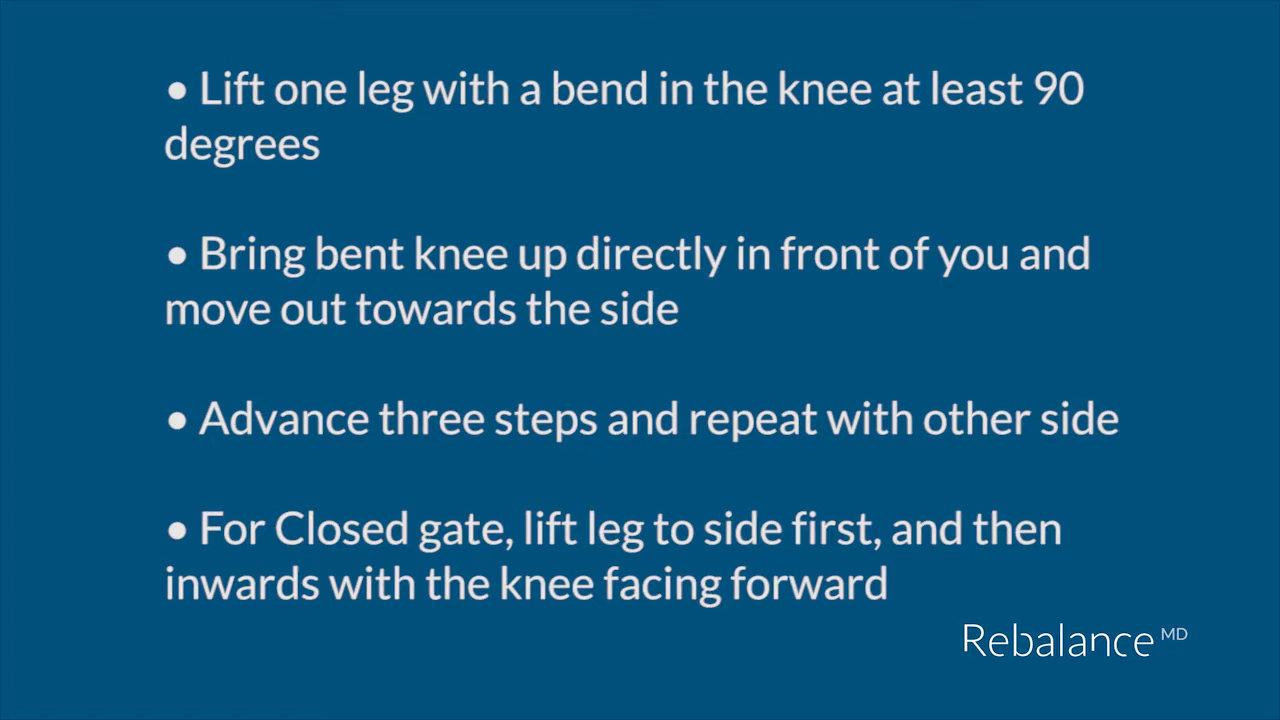 • Lift one leg with a bend in the knee at least 90
degrees
• Bring bent knee up directly in front of you and
move out towards the side
• Advance three steps and repeat with other side
• For Closed gate, lift leg to side first, and then
inwards with the knee facing forward
Rebalance MD